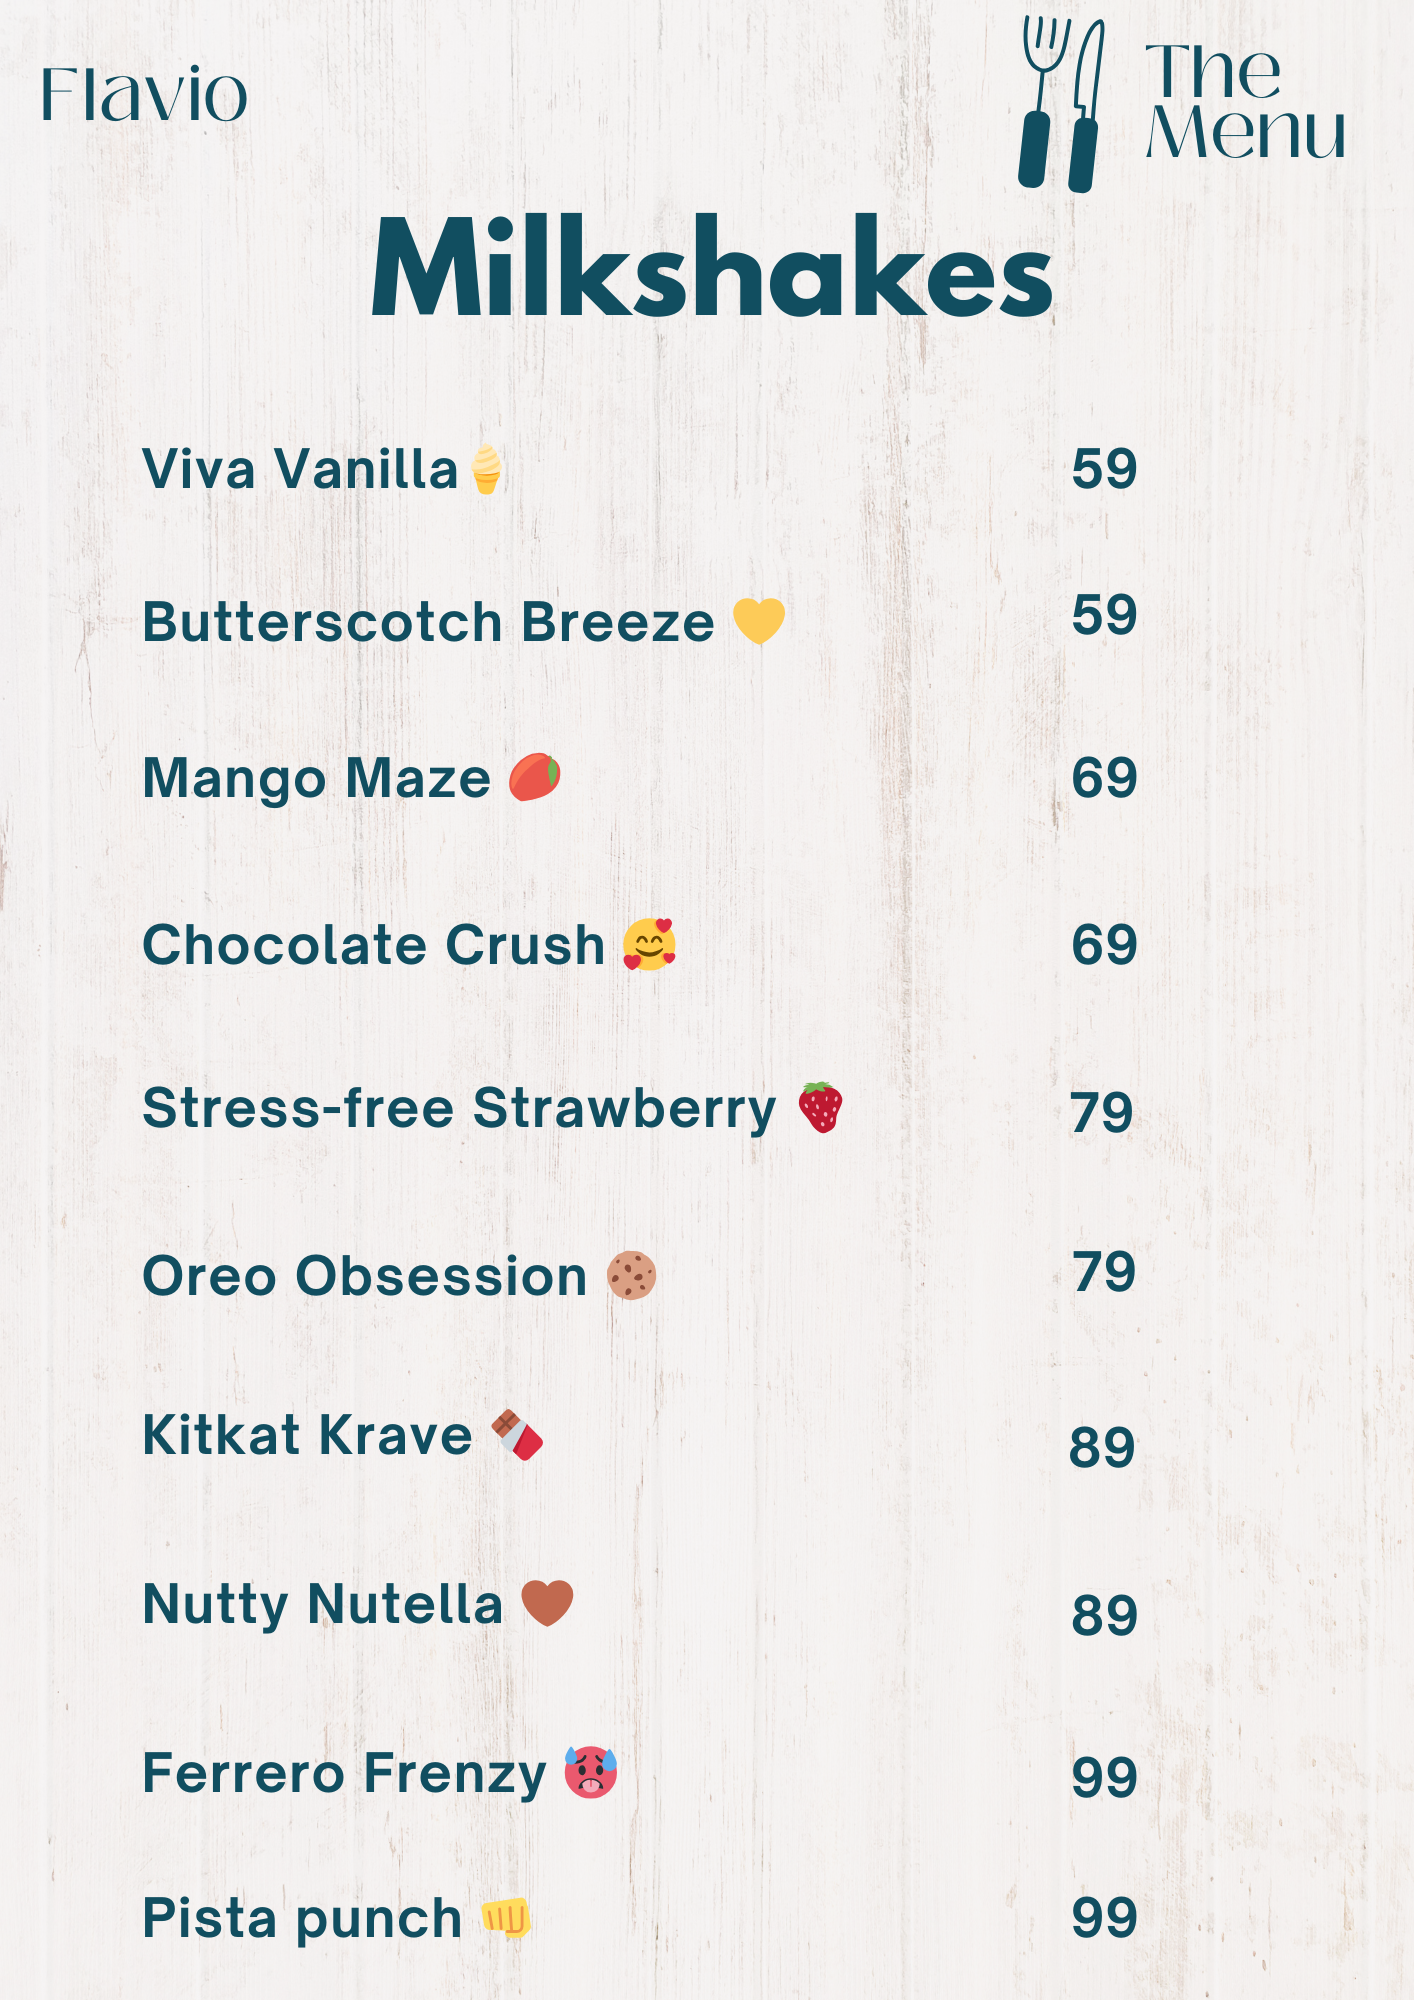 Flavio
The
Menu
Milkshakes
Viva Vanilla🍦 59
Butterscotch Breeze 💛 59
Mango Maze 🥭 69
Chocolate Crush 🥰 69
Stress-free Strawberry 🍓 79
Oreo Obsession 🍪 79
Kitkat Krave 🍫 89
Nutty Nutella 🤎 89
Ferrero Frenzy 🥵 99
Pista punch 👊 99